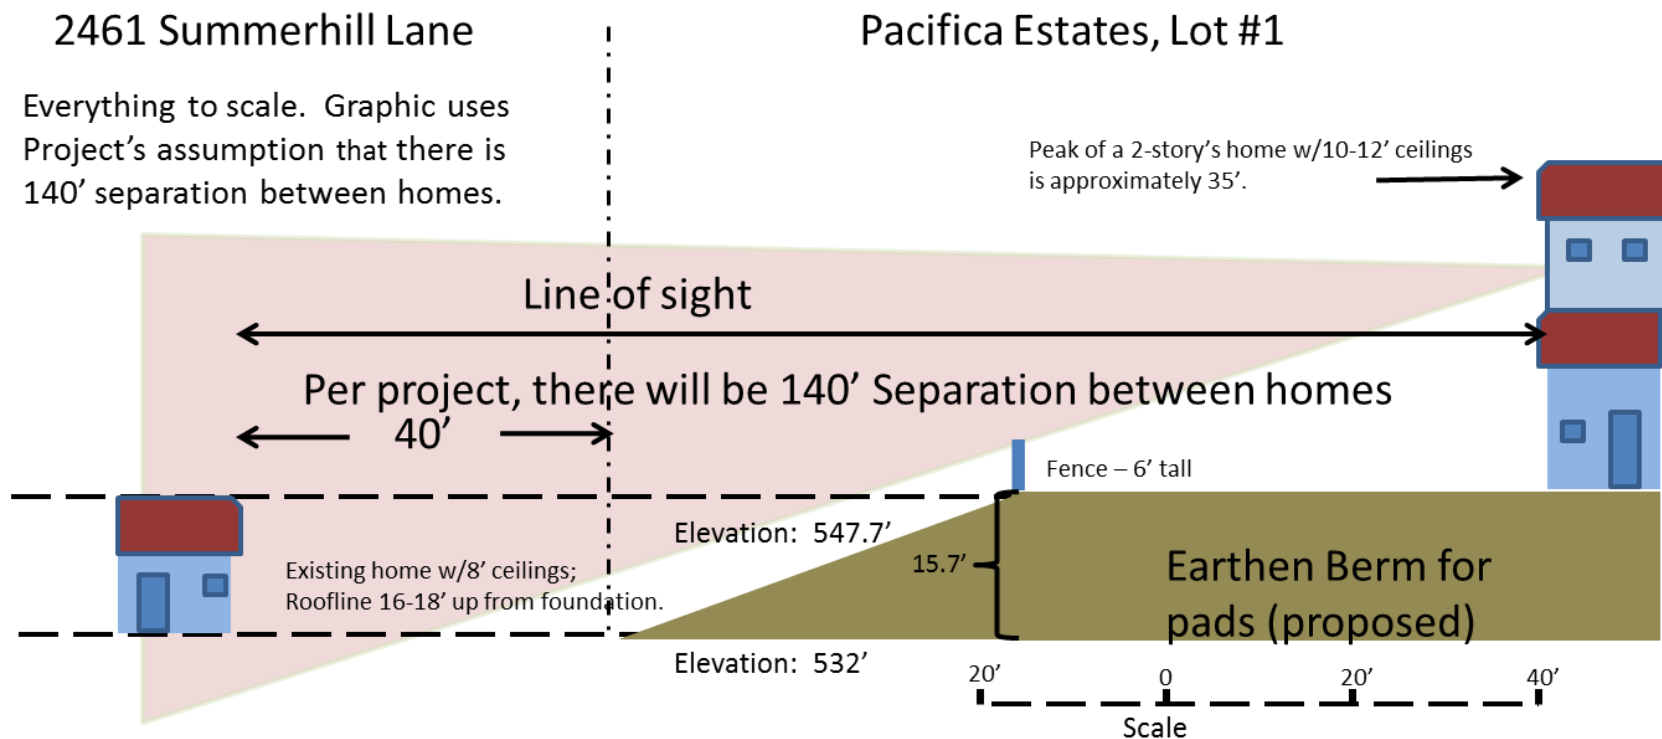 2461 Summerhill Lane
Pacifica Estates, Lot #1
Everything to scale. Graphic uses
Project’s assumption that there is
140’ separation between homes.
Peak of a 2-story’s home w/10-12’ ceilings
is approximately 35’.
Line of sight
Per project, there will be 140’ Separation between homes
40’
Fence – 6’ tall
Elevation: 547.7’
15.7’
Existing home w/8’ ceilings;
Roofline 16-18’ up from foundation.
Earthen Berm for
pads (proposed)
Elevation: 532’
20’ 0 20’ 40’
Scale